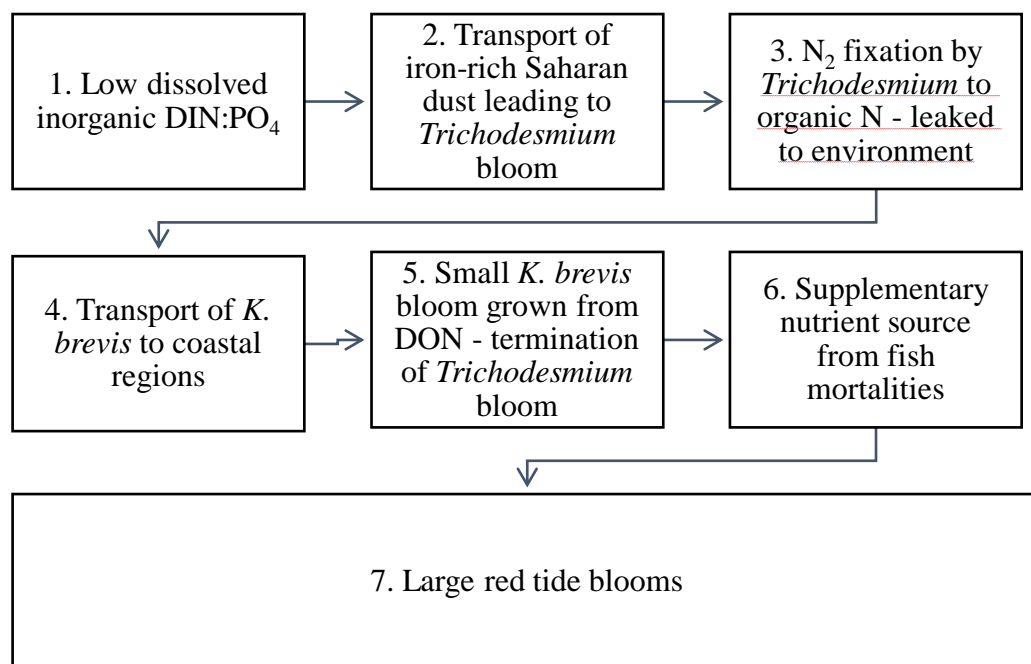 1. Low dissolved
inorganic DIN:PO₄
2. Transport of
iron-rich Saharan
dust leading to
Trichodesmium
bloom
3. N₂ fixation by
Trichodesmium to
organic N - leaked
to environment
4. Transport of K.
brevis to coastal
regions
5. Small K. brevis
bloom grown from
DON - termination
of Trichodesmium
bloom
6. Supplementary
nutrient source
from fish
mortalities
7. Large red tide blooms